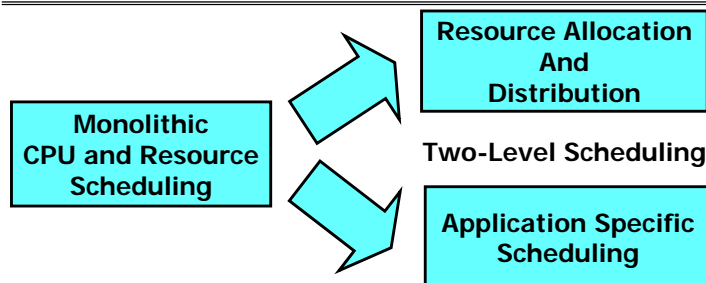 Resource Allocation
And
Distribution
Monolithic
CPU and Resource
Scheduling
Two-Level Scheduling
Application Specific
Scheduling